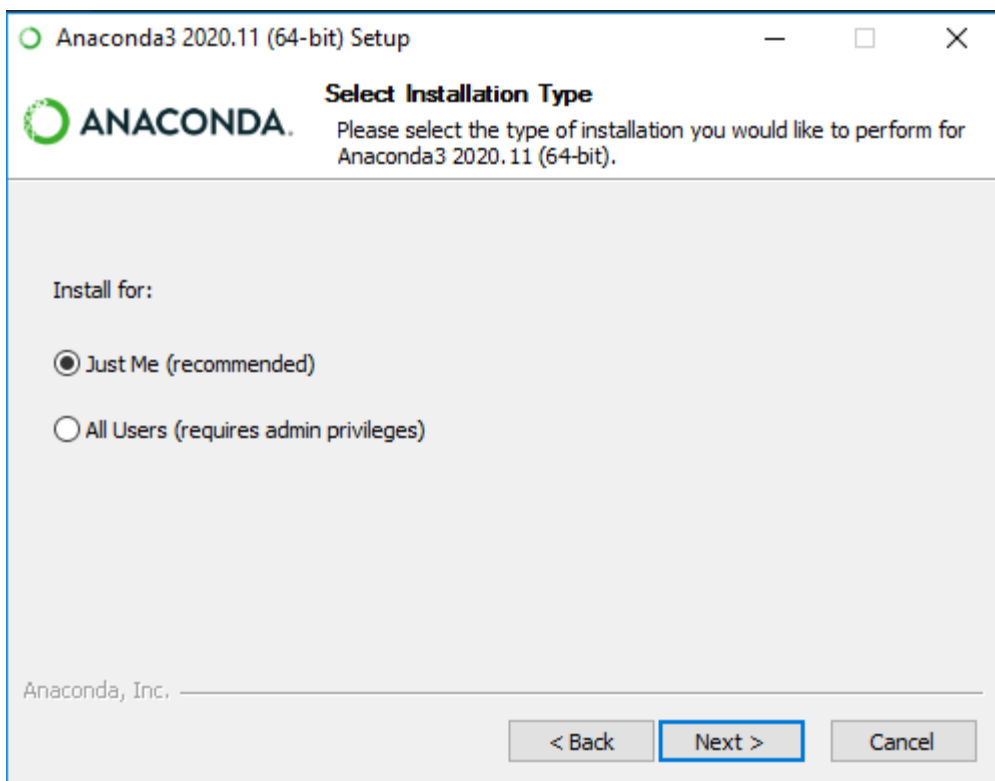 Anaconda3 2020.11 (64-bit) Setup
ANACONDA.
Select Installation Type
Please select the type of installation you would like to perform for
Anaconda3 2020.11 (64-bit).
Install for:
Just Me (recommended)
All Users (requires admin privileges)
Anaconda, Inc.
< Back
Next >
Cancel